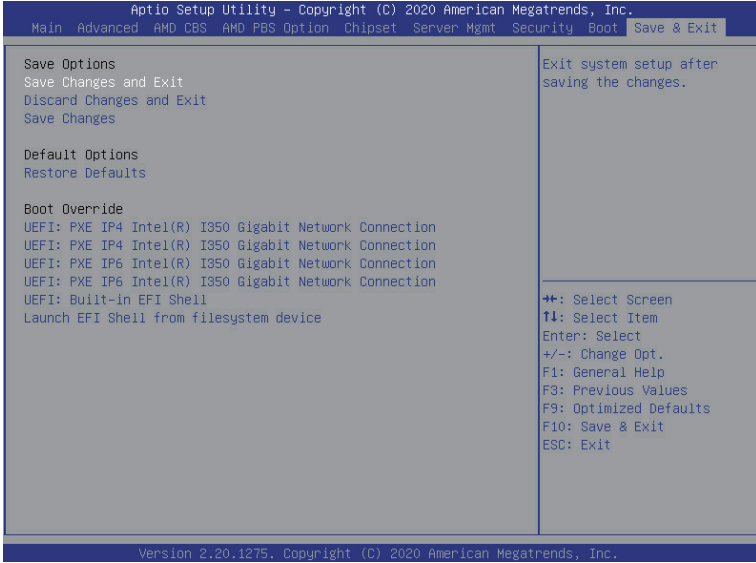 Aptio Setup Utility – Copyright (C) 2020 American Megatrends, Inc.
Main Advanced AMD CBS AMD PBS Option Chipset Server Mgmt Security Boot Save & Exit
Save Options
Save Changes and Exit
Discard Changes and Exit
Save Changes
Default Options
Restore Defaults
Boot Override
UEFI: PXE IP4 Intel(R) I350 Gigabit Network Connection
UEFI: PXE IP4 Intel(R) I350 Gigabit Network Connection
UEFI: PXE IP6 Intel(R) I350 Gigabit Network Connection
UEFI: PXE IP6 Intel(R) I350 Gigabit Network Connection
UEFI: Built-in EFI Shell
Launch EFI Shell from filesystem device
Exit system setup after
saving the changes.
→←: Select Screen
↑↓: Select Item
Enter: Select
+/-: Change Opt.
F1: General Help
F3: Previous Values
F9: Optimized Defaults
F10: Save & Exit
ESC: Exit
Version 2.20.1275. Copyright (C) 2020 American Megatrends, Inc.